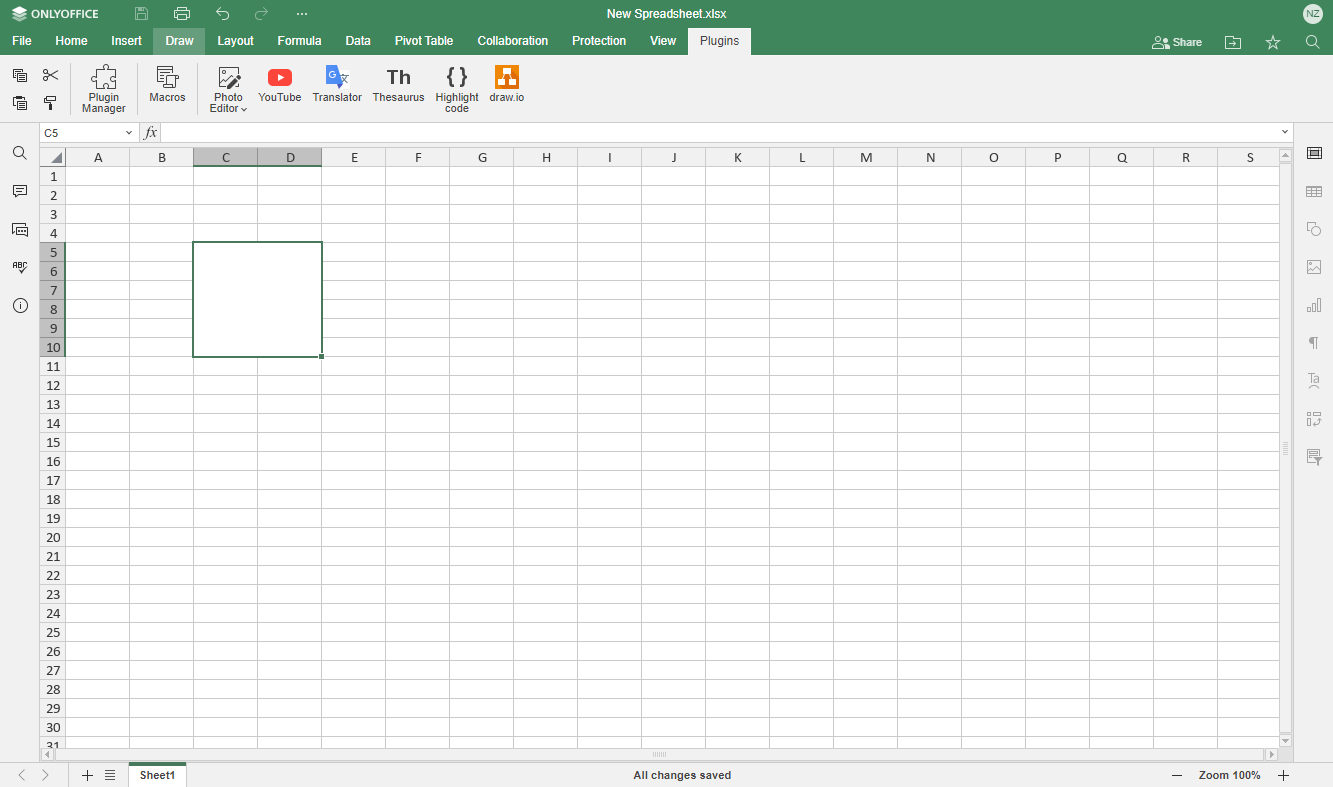 ONLYOFFICE
New Spreadsheet.xlsx
NZ
File Home Insert Draw Layout Formula Data Pivot Table Collaboration Protection View Plugins
Share
Plugin Manager
Macros
Photo Editor
YouTube
Translator
Th
Thesaurus
{ }
Highlight code
draw.io
C5
fx
A B C D E F G H I J K L M N O P Q R S
1
2
3
4
5
6
7
8
9
10
11
12
13
14
15
16
17
18
19
20
21
22
23
24
25
26
27
28
29
30
31
ABC
Ta
Sheet1
All changes saved
Zoom 100%